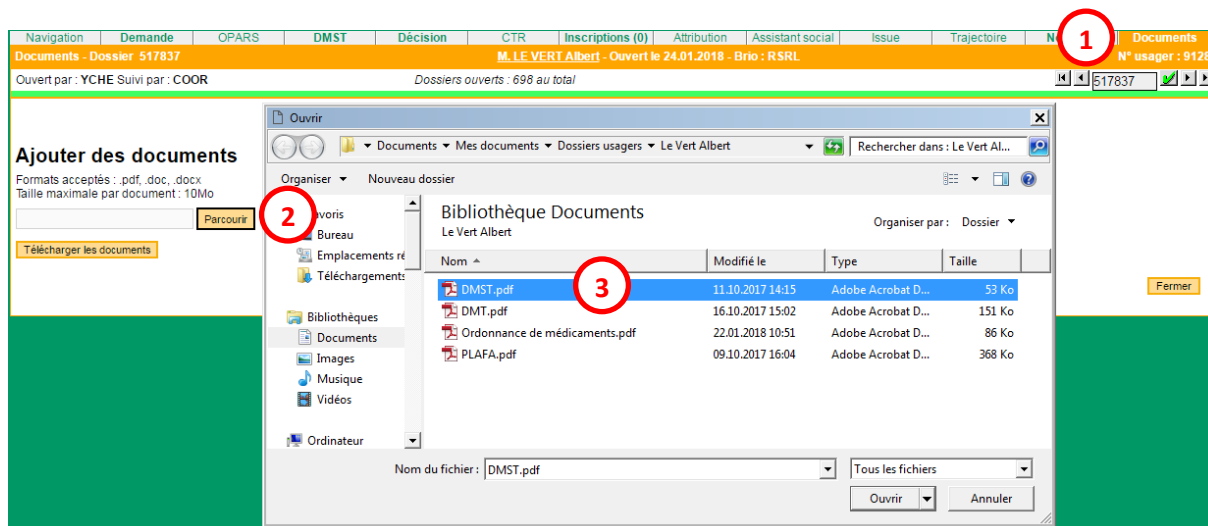 Navigation Demande OPARS DMST Décision CTR Inscriptions (0) Attribution Assistant social Issue Trajectoire N 1 Documents
Documents - Dossier 517837 M. LE VERT Albert - Ouvert le 24.01.2018 - Brio : RSRL N° usager : 9128
Ouvert par : YCHE Suivi par : COOR Dossiers ouverts : 698 au total 517837
Ajouter des documents
Formats acceptés : .pdf, .doc, .docx
Taille maximale par document : 10Mo
Parcourir
2
Télécharger les documents
Ouvrir
Documents Mes documents Dossiers usagers Le Vert Albert Rechercher dans : Le Vert Al...
Organiser Nouveau dossier
voris
Bureau
Emplacements ré
Téléchargements
Bibliothèques
Documents
Images
Musique
Vidéos
Ordinateur
Bibliothèque Documents
Le Vert Albert
Organiser par : Dossier
Nom Modifié le Type Taille
DMST.pdf 3 11.10.2017 14:15 Adobe Acrobat D... 53 Ko
DMT.pdf 16.10.2017 15:02 Adobe Acrobat D... 151 Ko
Ordonnance de médicaments.pdf 22.01.2018 10:51 Adobe Acrobat D... 86 Ko
PLAFA.pdf 09.10.2017 16:04 Adobe Acrobat D... 368 Ko
Nom du fichier : DMST.pdf Tous les fichiers
Ouvrir Annuler
Fermer